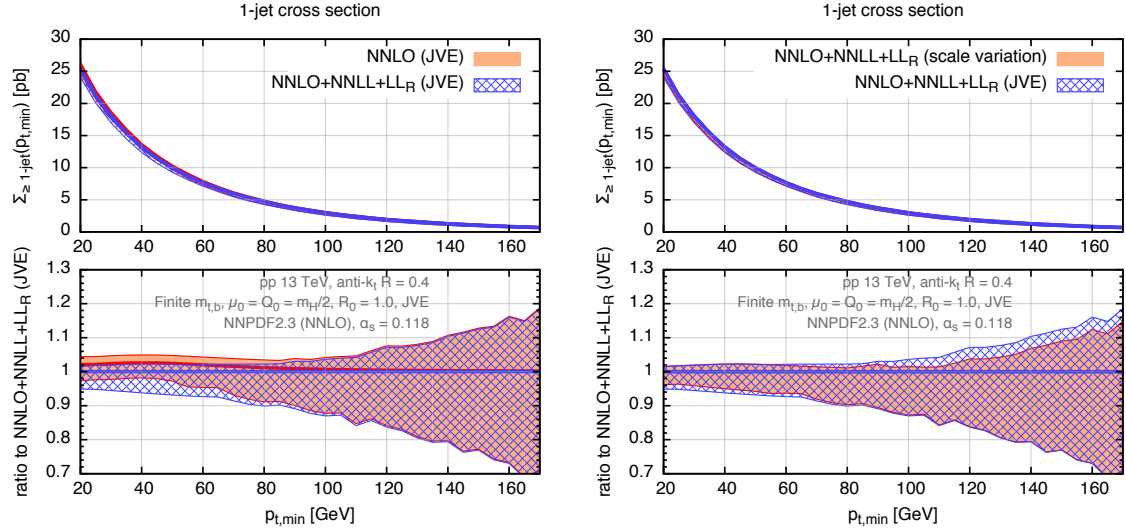 1-jet cross section
Σ≥ 1-jet(pt,min) [pb]
30
25
20
15
10
5
0
NNLO (JVE)
NNLO+NNLL+LLR (JVE)
20 40 60 80 100 120 140 160
ratio to NNLO+NNLL+LLR (JVE)
1.3
1.2
1.1
1
0.9
0.8
0.7
pp 13 TeV, anti-kt R = 0.4
Finite mt,b, μ0 = Q0 = mH/2, R0 = 1.0, JVE
NNPDF2.3 (NNLO), αs = 0.118
20 40 60 80 100 120 140 160
pt,min [GeV]
1-jet cross section
Σ≥ 1-jet(pt,min) [pb]
30
25
20
15
10
5
0
NNLO+NNLL+LLR (scale variation)
NNLO+NNLL+LLR (JVE)
20 40 60 80 100 120 140 160
ratio to NNLO+NNLL+LLR (JVE)
1.3
1.2
1.1
1
0.9
0.8
0.7
pp 13 TeV, anti-kt R = 0.4
Finite mt,b, μ0 = Q0 = mH/2, R0 = 1.0, JVE
NNPDF2.3 (NNLO), αs = 0.118
20 40 60 80 100 120 140 160
pt,min [GeV]